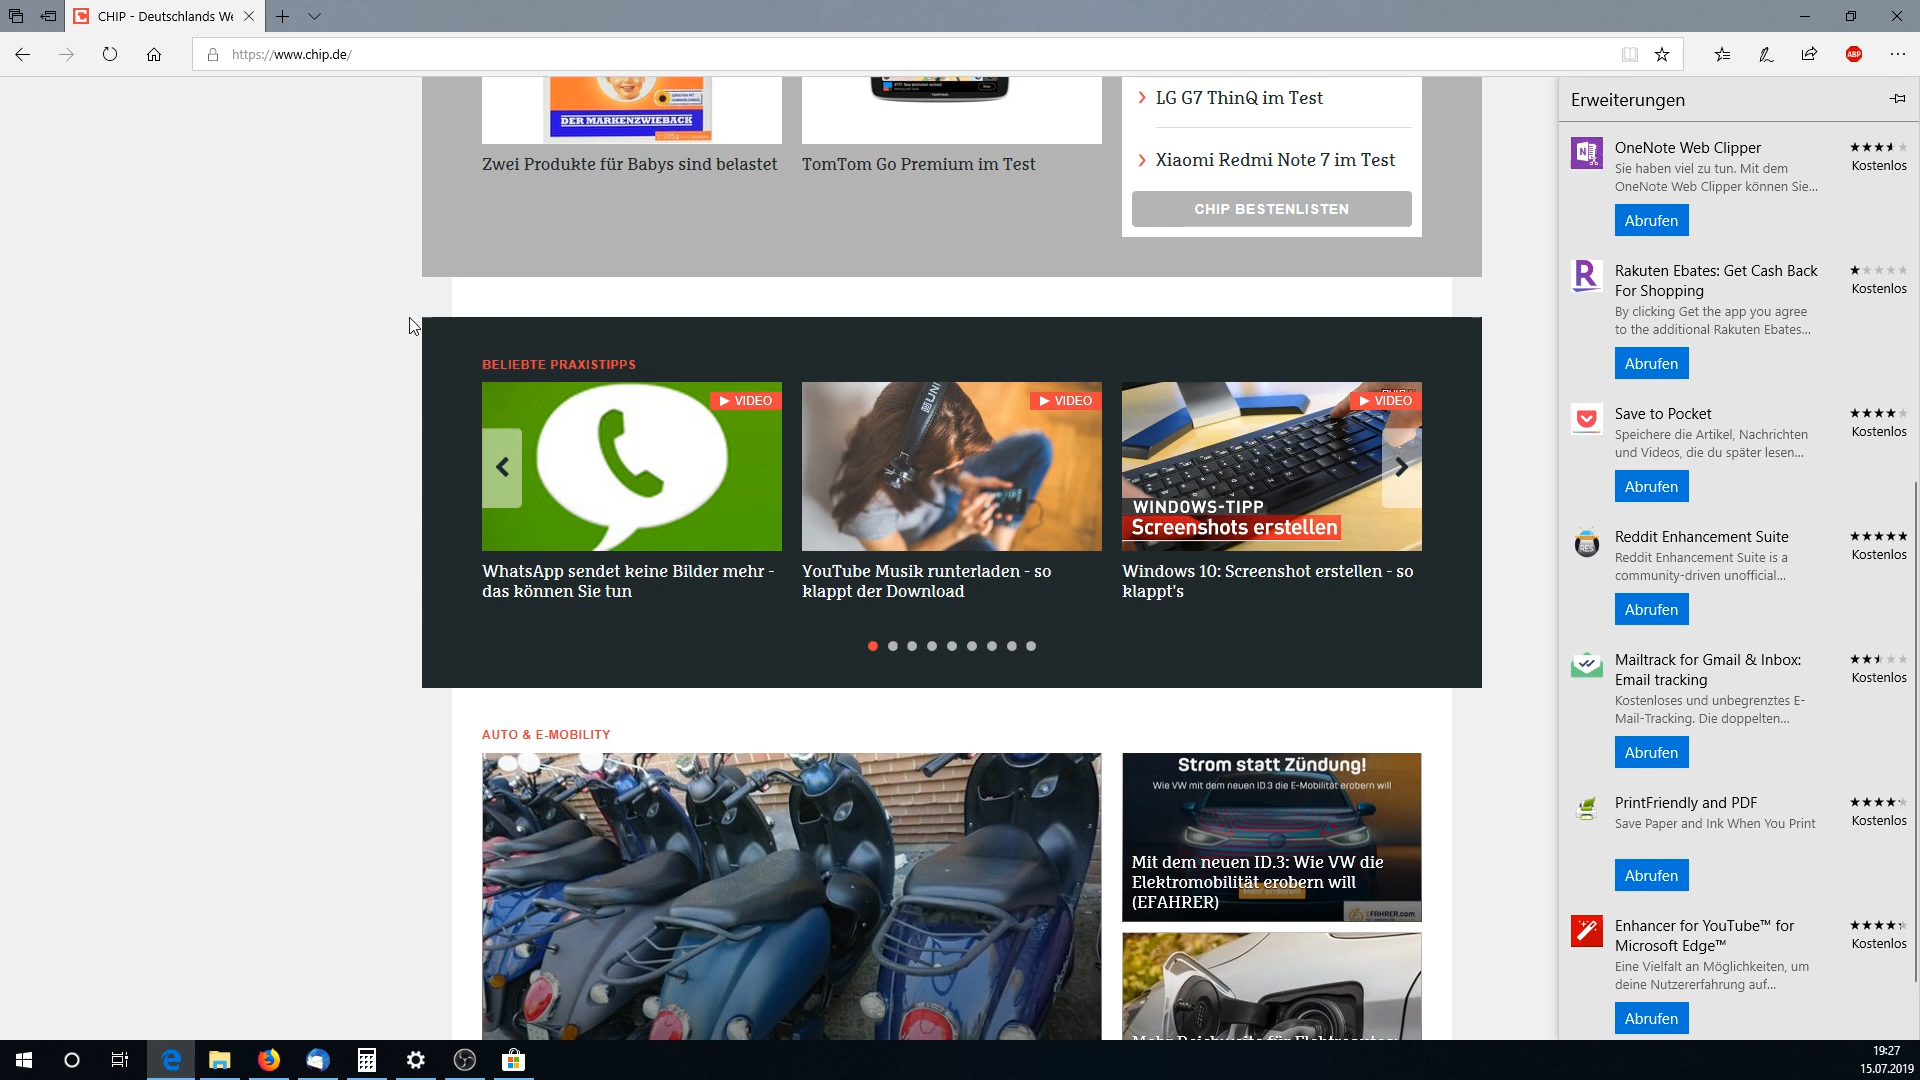 CHIP - Deutschlands We
https://www.chip.de/
ABP
DER MARKENZWIEBACK
225g
Zwei Produkte für Babys sind belastet
TomTom Go Premium im Test
LG G7 ThinQ im Test
Xiaomi Redmi Note 7 im Test
CHIP BESTENLISTEN
BELIEBTE PRAXISTIPPS
VIDEO
VIDEO
VIDEO
UNI
WINDOWS-TIPP
Screenshots erstellen
WhatsApp sendet keine Bilder mehr -
das können Sie tun
YouTube Musik runterladen - so
klappt der Download
Windows 10: Screenshot erstellen - so
klappt's
AUTO & E-MOBILITY
Strom statt Zündung!
Wie VW mit dem neuen ID.3 die E-Mobilität erobern will
Mit dem neuen ID.3: Wie VW die
Elektromobilität erobern will
(EFAHRER)
EFAHRER.com
Mehr Reichweite für Elektroautos:
Erweiterungen
OneNote Web Clipper
Kostenlos
Sie haben viel zu tun. Mit dem
OneNote Web Clipper können Sie...
Abrufen
Rakuten Ebates: Get Cash Back
For Shopping
Kostenlos
By clicking Get the app you agree
to the additional Rakuten Ebates...
Abrufen
Save to Pocket
Kostenlos
Speichere die Artikel, Nachrichten
und Videos, die du später lesen...
Abrufen
RES
Reddit Enhancement Suite
Kostenlos
Reddit Enhancement Suite is a
community-driven unofficial...
Abrufen
Mailtrack for Gmail & Inbox:
Email tracking
Kostenlos
Kostenloses und unbegrenztes E-
Mail-Tracking. Die doppelten...
Abrufen
PrintFriendly and PDF
Kostenlos
Save Paper and Ink When You Print
Abrufen
Enhancer for YouTube™ for
Microsoft Edge™
Kostenlos
Eine Vielfalt an Möglichkeiten, um
deine Nutzererfahrung auf...
Abrufen
19:27
15.07.2019